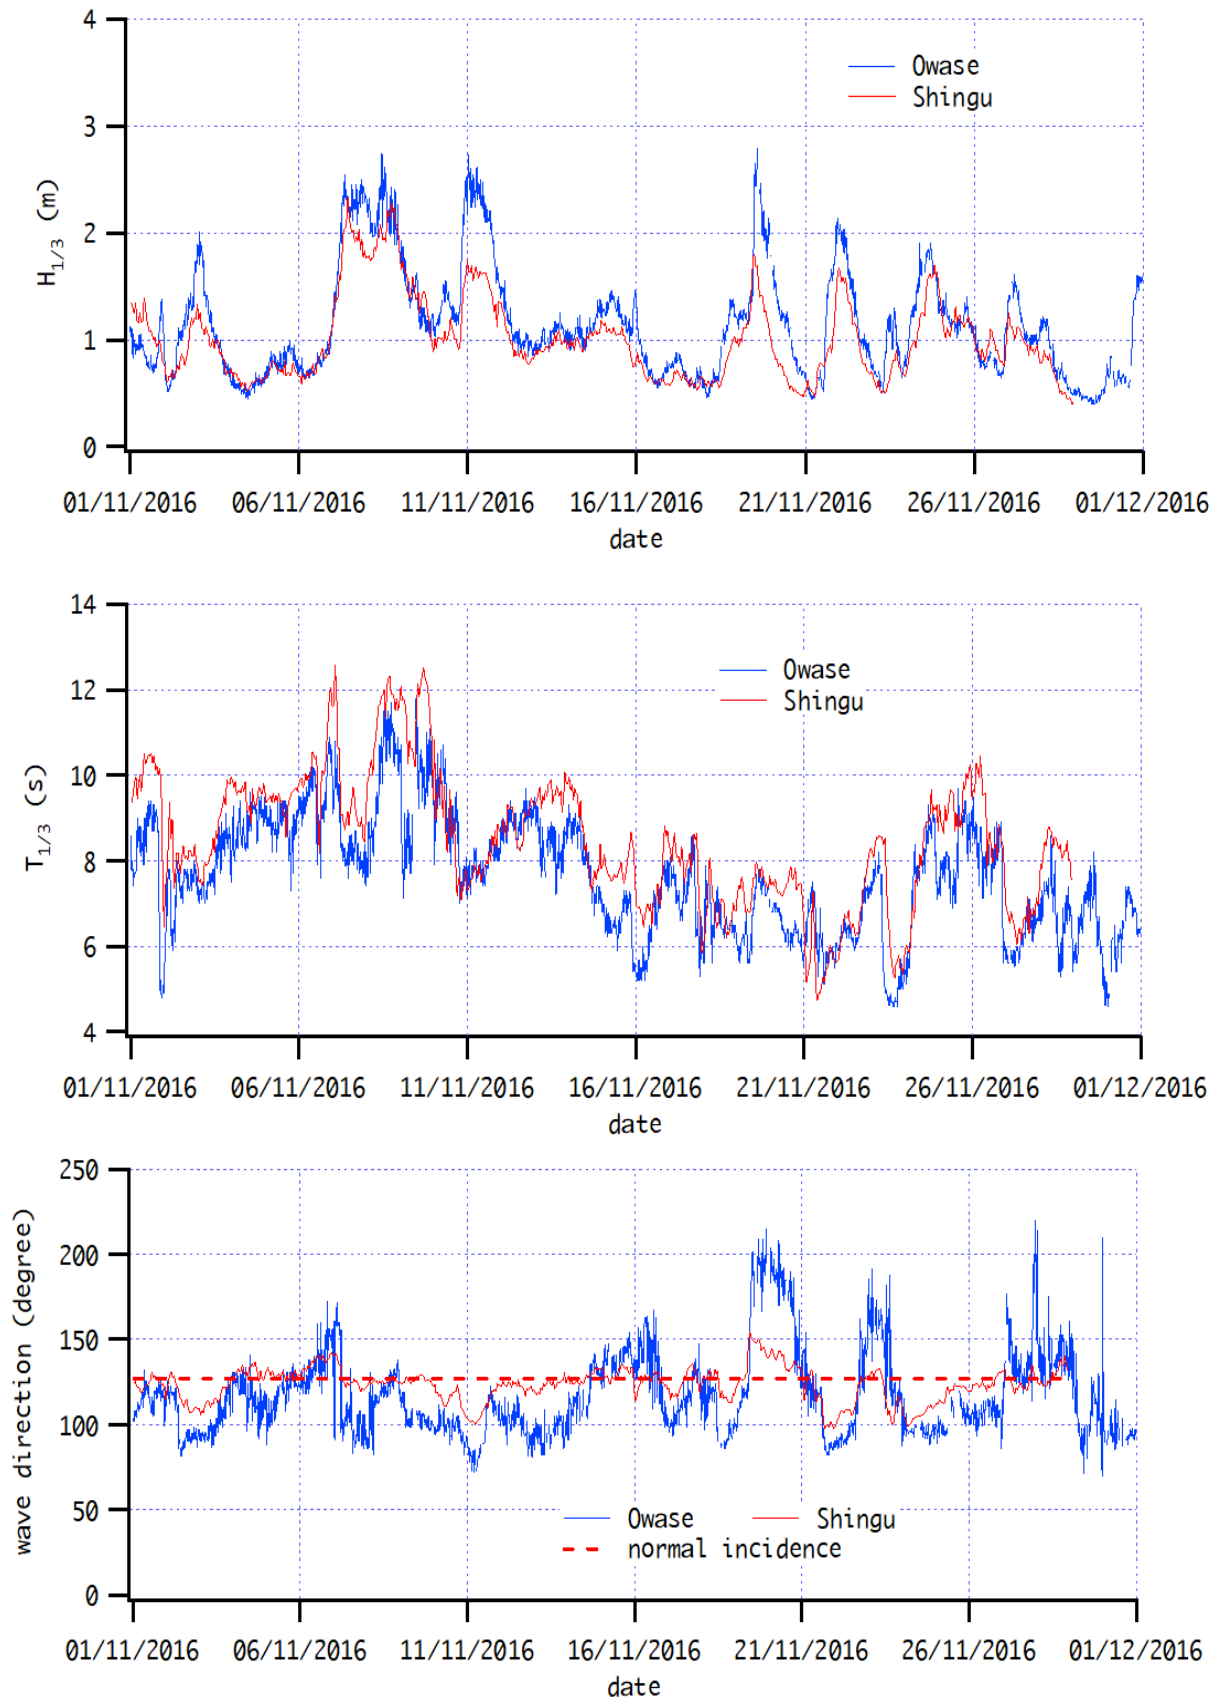 4
Owase
Shingu
3
H1/3 (m)
2
1
0
01/11/2016 06/11/2016 11/11/2016 16/11/2016 21/11/2016 26/11/2016 01/12/2016
date
14
Owase
12
Shingu
10
T1/3 (s)
8
6
4
01/11/2016 06/11/2016 11/11/2016 16/11/2016 21/11/2016 26/11/2016 01/12/2016
date
250
200
wave direction (degree)
150
100
50
Owase Shingu
normal incidence
0
01/11/2016 06/11/2016 11/11/2016 16/11/2016 21/11/2016 26/11/2016 01/12/2016
date